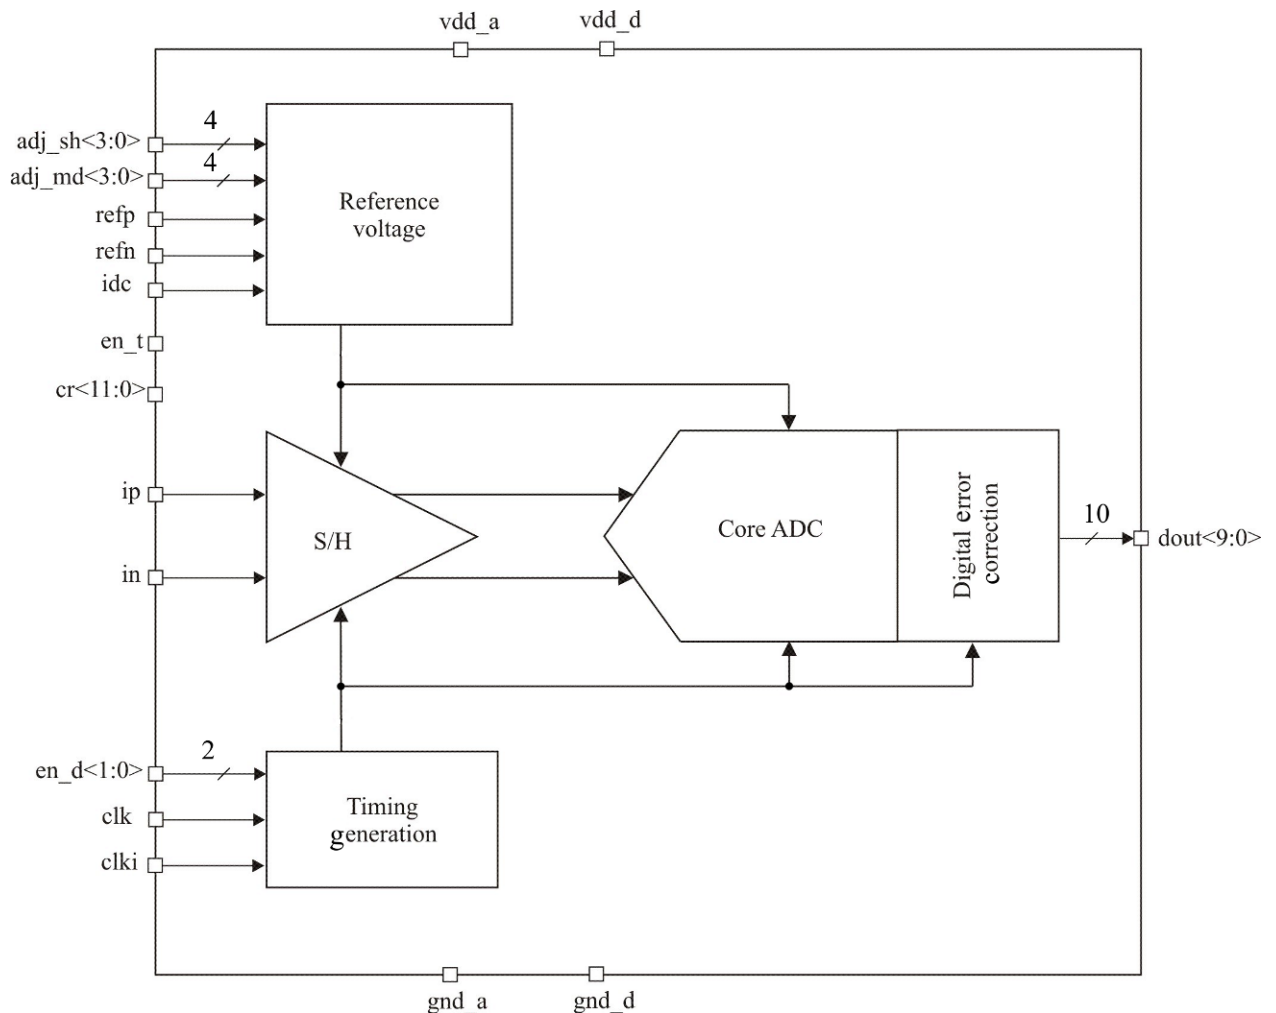 vdd_a
vdd_d
adj_sh<3:0>
4
adj_md<3:0>
4
refp
refn
idc
Reference
voltage
en_t
cr<11:0>
ip
in
S/H
Core ADC
Digital error
correction
10
dout<9:0>
en_d<1:0>
2
clk
clki
Timing
generation
gnd_a
gnd_d